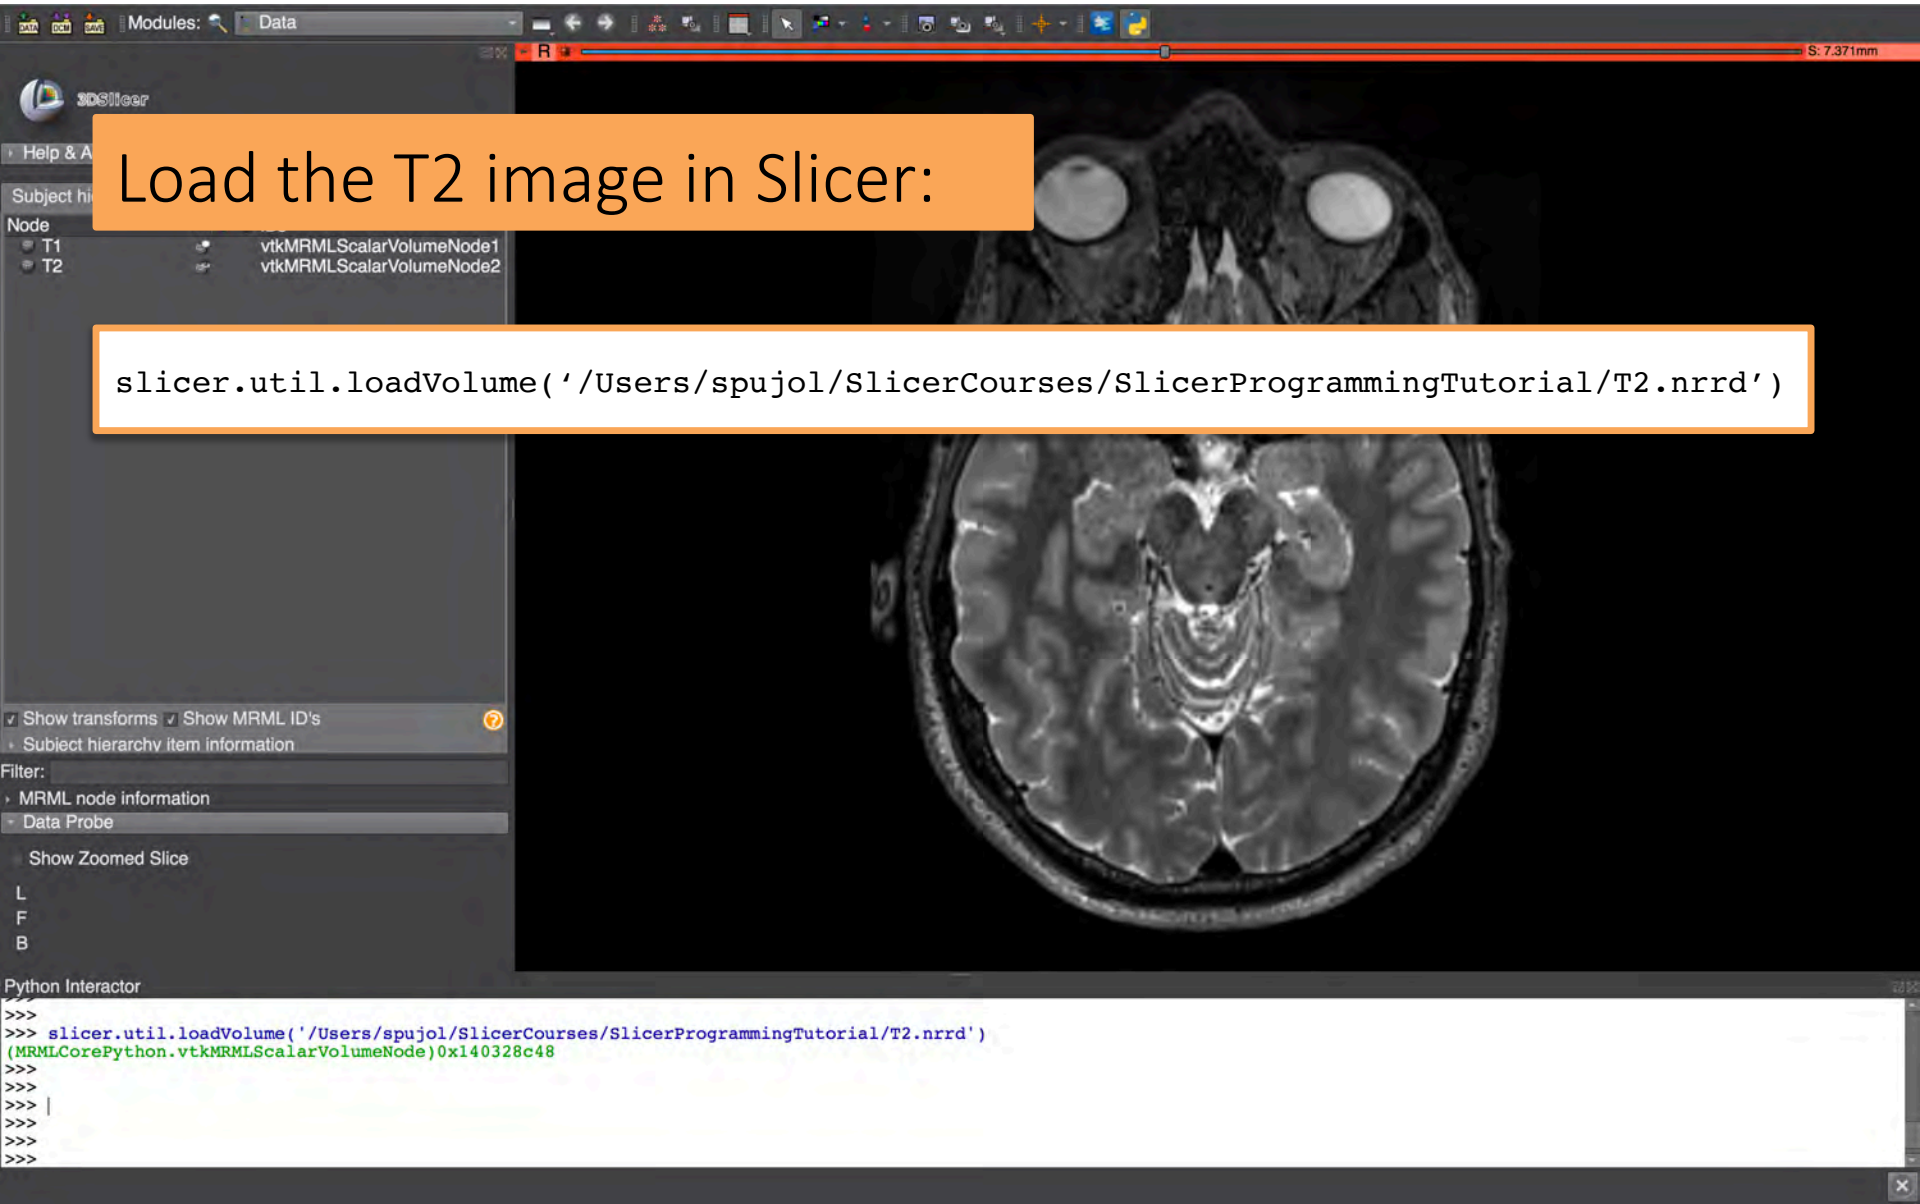 DATA DCM SAVE Modules: Data
R S: 7.371mm
3DSlicer
Help & A
Load the T2 image in Slicer:
Subject hi
Node
T1 vtkMRMLScalarVolumeNode1
T2 vtkMRMLScalarVolumeNode2
slicer.util.loadVolume(‘/Users/spujol/SlicerCourses/SlicerProgrammingTutorial/T2.nrrd’)
Show transforms Show MRML ID's
Subject hierarchy item information
Filter:
MRML node information
Data Probe
Show Zoomed Slice
L
F
B
Python Interactor
>>>
>>>
>>> slicer.util.loadVolume('/Users/spujol/SlicerCourses/SlicerProgrammingTutorial/T2.nrrd')
(MRMLCorePython.vtkMRMLScalarVolumeNode)0x140328c48
>>>
>>>
>>>
>>>
>>>
>>>